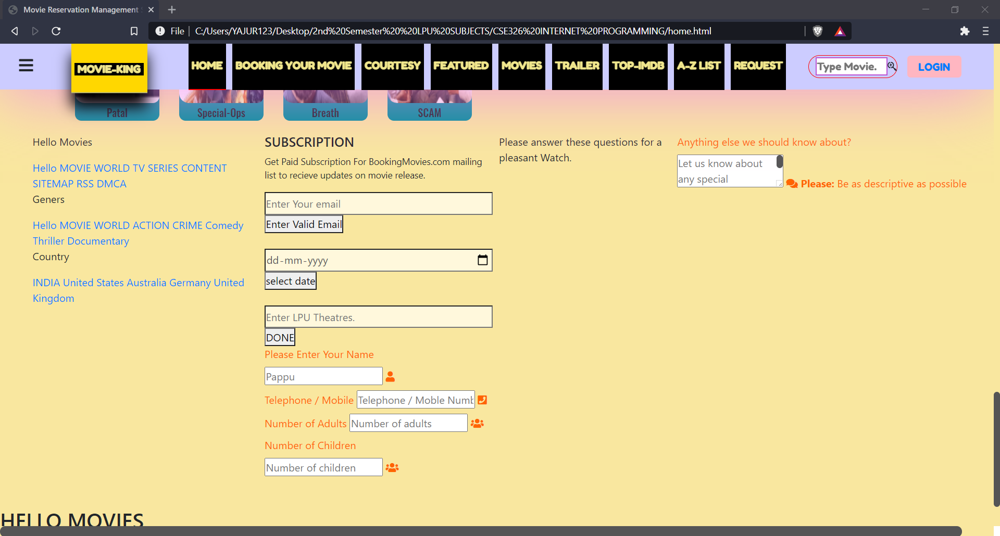 Movie Reservation Management
File
C:/Users/YAJUR123/Desktop/2nd%20Semester%20%20LPU%20SUBJECTS/CSE326%20INTERNET%20PROGRAMMING/home.html
MOVIE-KING
HOME
BOOKING YOUR MOVIE
COURTESY
FEATURED
MOVIES
TRAILER
TOP-IMDB
A-Z LIST
REQUEST
Type Movie.
LOGIN
Patal
Special-Ops
Breath
SCAM
Hello Movies
Hello MOVIE WORLD TV SERIES CONTENT
SITEMAP RSS DMCA
Geners
Hello MOVIE WORLD ACTION CRIME Comedy
Thriller Documentary
Country
INDIA United States Australia Germany United
Kingdom
SUBSCRIPTION
Get Paid Subscription For BookingMovies.com mailing
list to recieve updates on movie release.
Enter Your email
Enter Valid Email
dd-mm-yyyy
select date
Enter LPU Theatres.
DONE
Please Enter Your Name
Pappu
Telephone / Mobile
Telephone / Moble Numb
Number of Adults
Number of adults
Number of Children
Number of children
Please answer these questions for a
pleasant Watch.
Anything else we should know about?
Let us know about
any special
Please: Be as descriptive as possible
HELLO MOVIES